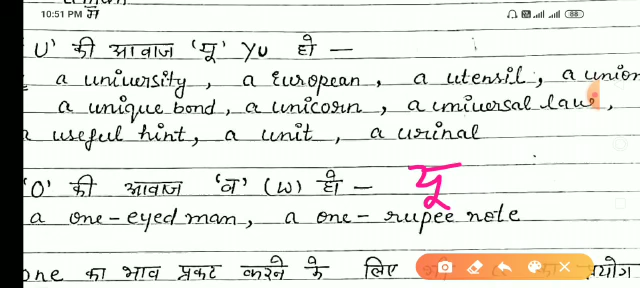 10:51 PM 88
U' की आवाज 'यू' yu हो —
a university, a European, a utensil, a union
a unique bond, a unicorn, a universal law,
useful hint, a unit, a urinal
'O' की आवाज 'व' (W) हो — यू
a one-eyed man, a one-rupee note
one का भाव प्रकट करने के लिए